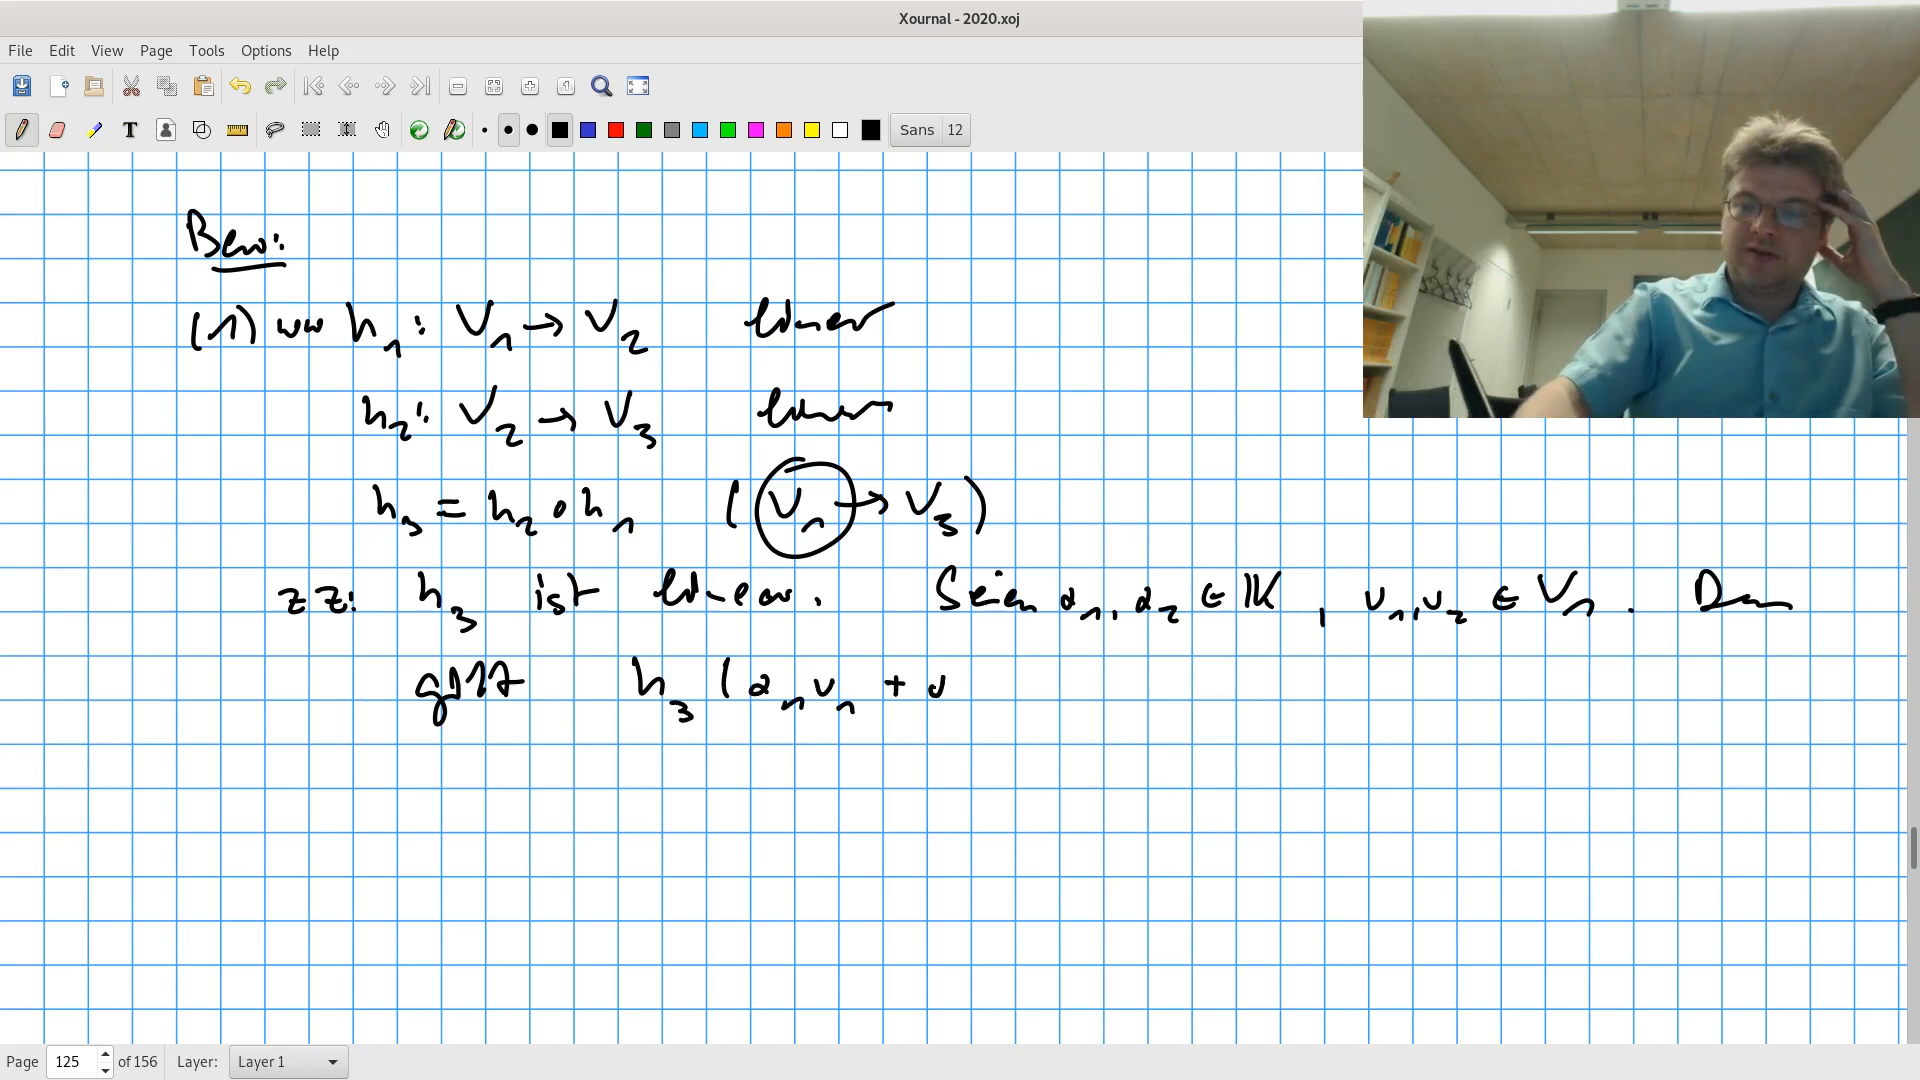 Xournal - 2020.xoj
File Edit View Page Tools Options Help
T Sans 12
Bew:
(1) h₁: V₁ → V₂ linear
h₂: V₂ → V₃ linear
h₃ = h₂ ∘ h₁ (V₁ → V₃)
zz: h₃ ist linear. Seien α₁, α₂ ∈ 𝕂, v₁, v₂ ∈ V₁. Dann
gilt h₃ (α₁v₁ +
Page 125 of 156 Layer: Layer 1